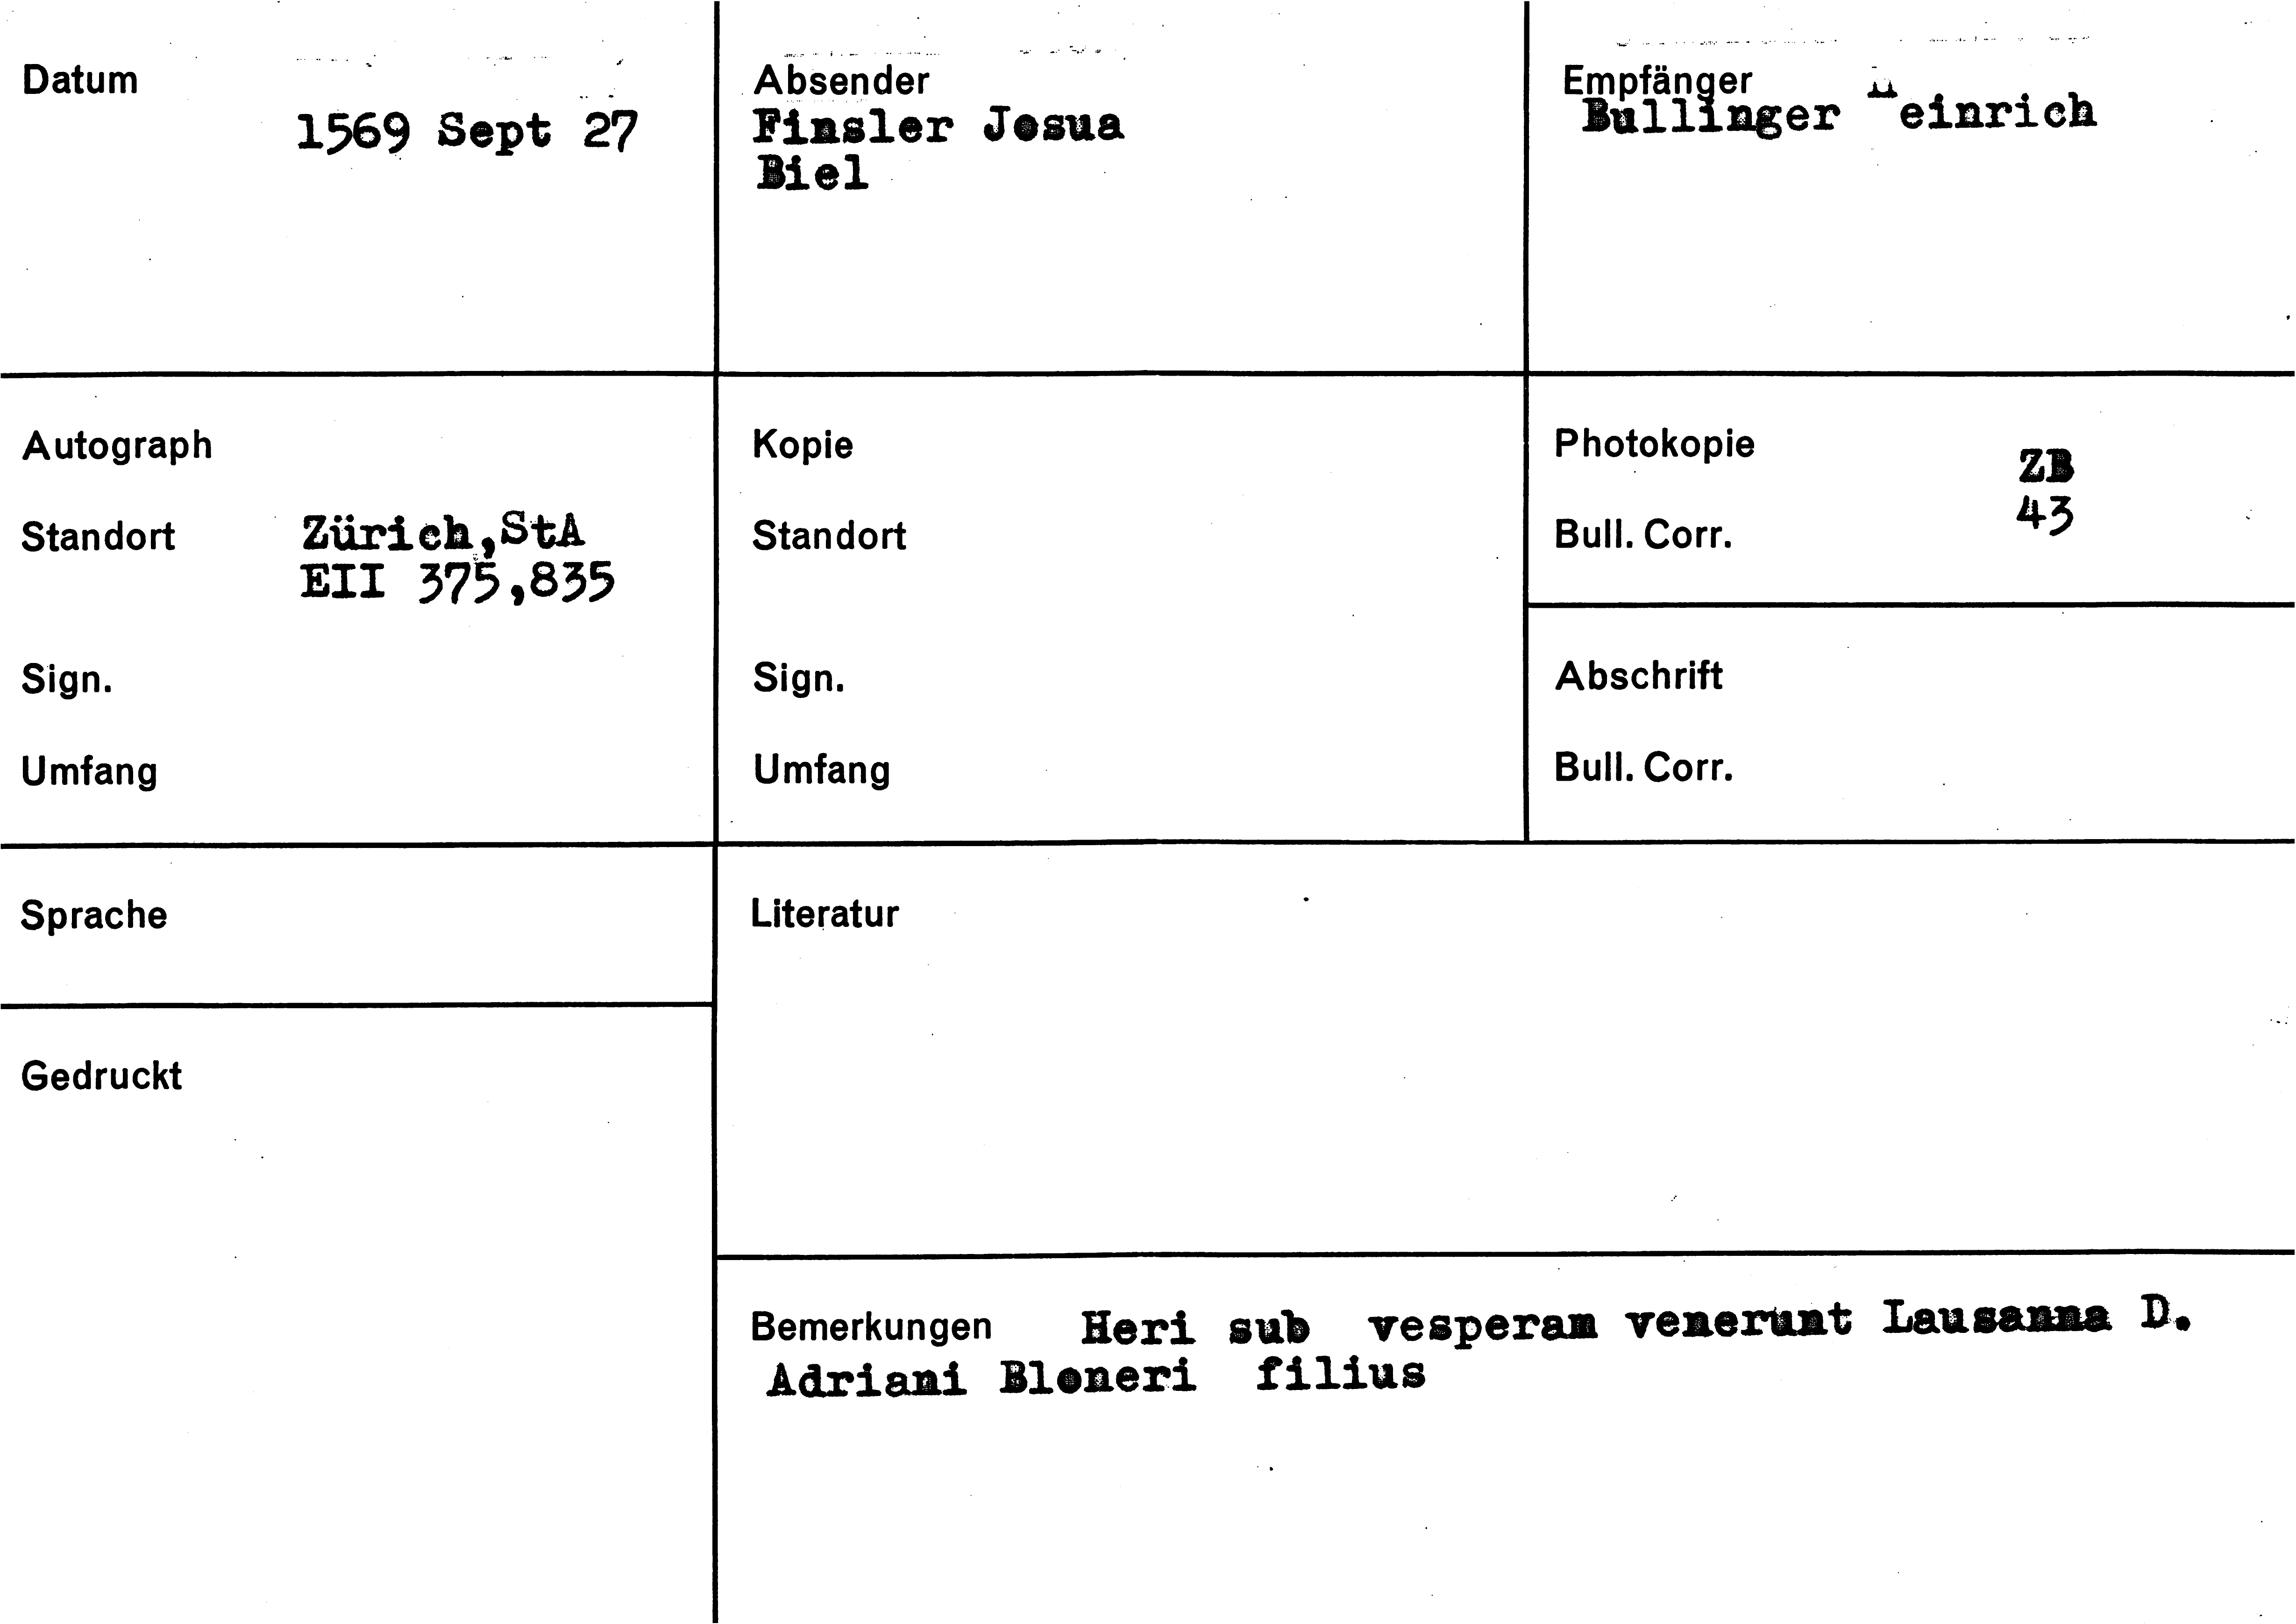 Datum
1569 Sept 27
Absender
Finsler Josua
Biel
Empfänger
Bullinger Heinrich
Autograph
Standort Zürich,StA
EII 375,835
Sign.
Umfang
Kopie
Standort
Sign.
Umfang
Photokopie ZB
Bull. Corr. 43
Abschrift
Bull. Corr.
Sprache
Gedruckt
Literatur
Bemerkungen Heri sub vesperam venerunt Lausanna D.
Adriani Bloneri filius